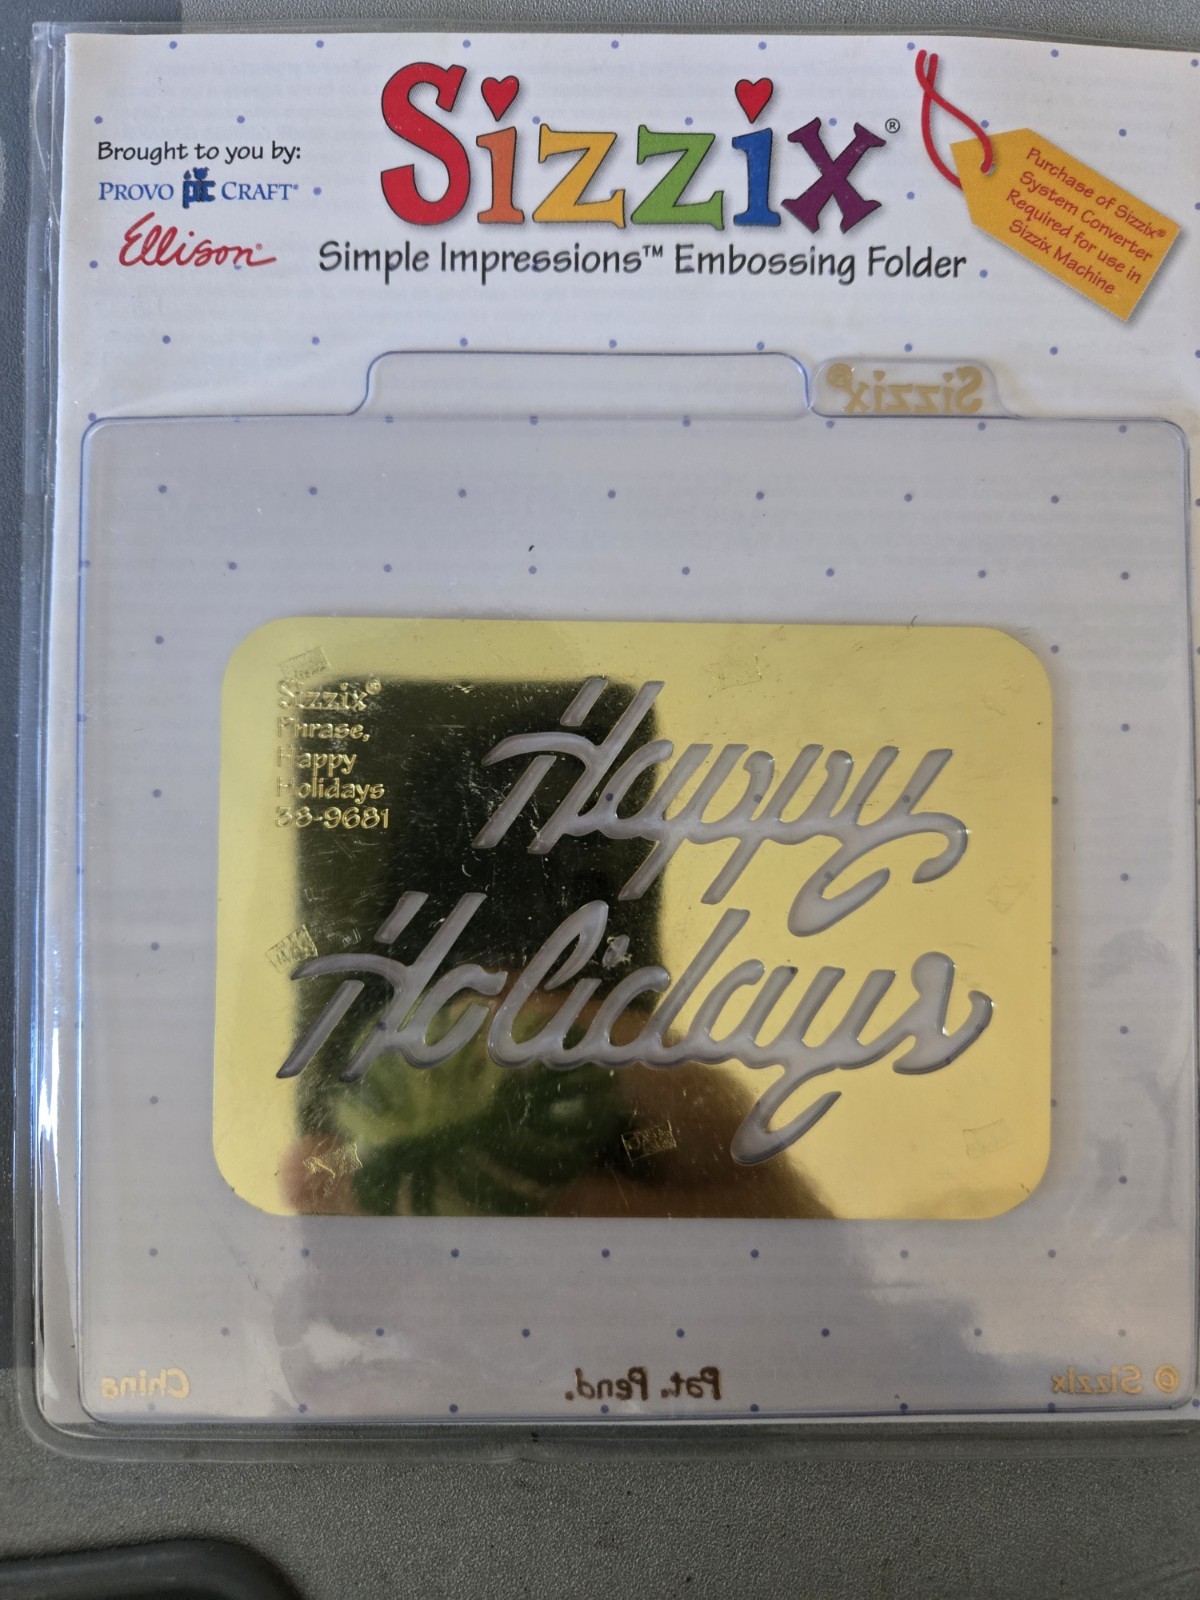 Brought to you by:
PROVO pc CRAFT®
Ellison®
Sizzix®
Simple Impressions™ Embossing Folder
Purchase of Sizzix®
System Converter
Required for use in
Sizzix Machine
Sizzix®
Sizzix®
Phrase,
Happy
Holidays
38-9681
Happy
Holidays
China
Pat. Pend.
© Sizzix